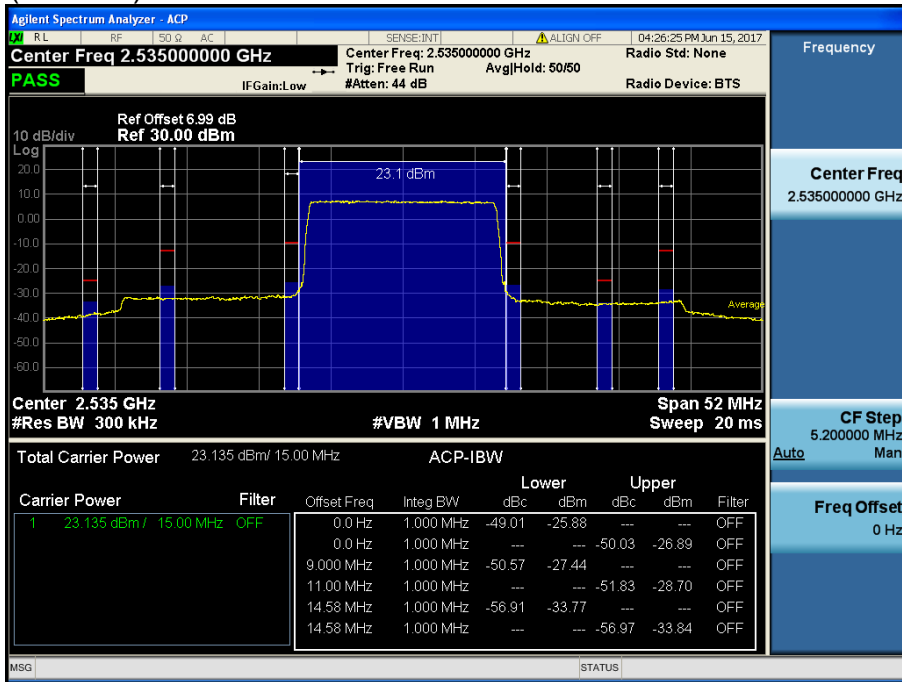 Agilent Spectrum Analyzer - ACP
LXI RL RF 50 Ω AC SENSE:INT ALIGN OFF 04:26:25 PM Jun 15, 2017
Center Freq 2.535000000 GHz Center Freq: 2.535000000 GHz Radio Std: None
Trig: Free Run Avg|Hold: 50/50
PASS IFGain:Low #Atten: 44 dB Radio Device: BTS
Frequency
Ref Offset 6.99 dB
10 dB/div Ref 30.00 dBm
Log
23.1 dBm
20.0
10.0
0.00
-10.0
-20.0
-30.0
-40.0
-50.0
-60.0
Average
Center Freq
2.535000000 GHz
Center 2.535 GHz Span 52 MHz
#Res BW 300 kHz #VBW 1 MHz Sweep 20 ms
CF Step
5.200000 MHz
Auto Man
Total Carrier Power 23.135 dBm/ 15.00 MHz ACP-IBW
Lower Upper
Carrier Power Filter Offset Freq Integ BW dBc dBm dBc dBm Filter
1 23.135 dBm / 15.00 MHz OFF 0.0 Hz 1.000 MHz -49.01 -25.88 --- --- OFF
0.0 Hz 1.000 MHz --- --- -50.03 -26.89 OFF
9.000 MHz 1.000 MHz -50.57 -27.44 --- --- OFF
11.00 MHz 1.000 MHz --- --- -51.83 -28.70 OFF
14.58 MHz 1.000 MHz -56.91 -33.77 --- --- OFF
14.58 MHz 1.000 MHz --- --- -56.97 -33.84 OFF
Freq Offset
0 Hz
MSG STATUS